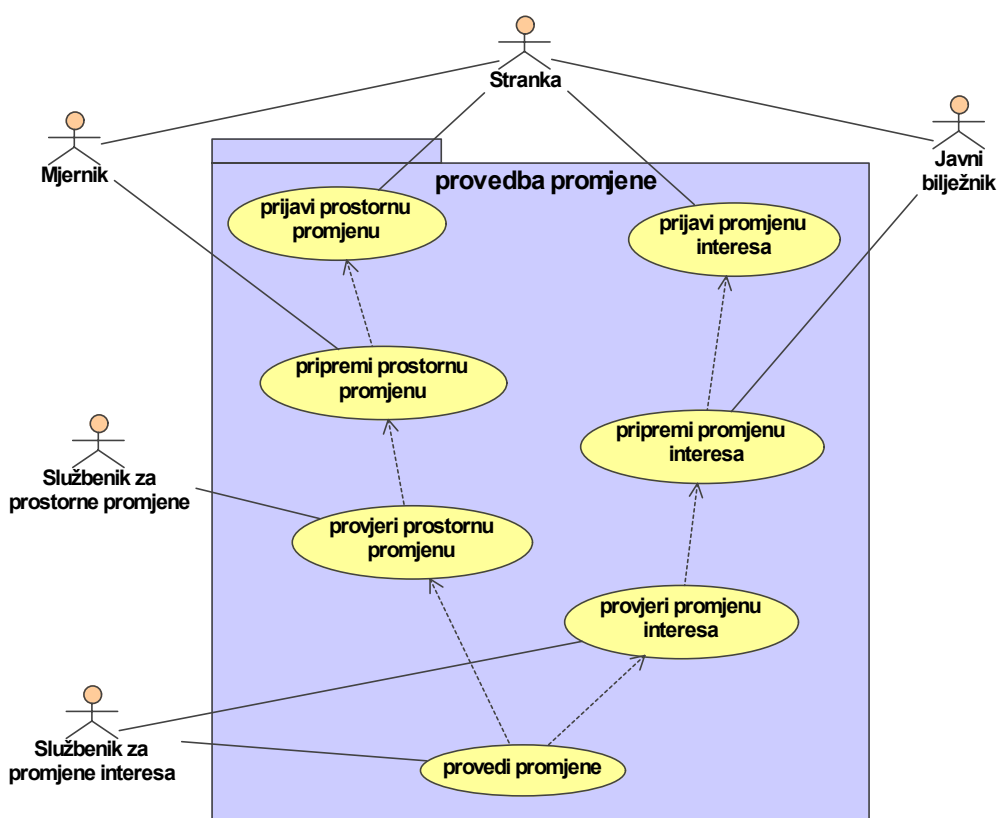 Stranka
Mjernik
Javni
bilježnik
provedba promjene
prijavi prostornu
promjenu
prijavi promjenu
interesa
pripremi prostornu
promjenu
pripremi promjenu
interesa
Službenik za
prostorne promjene
provjeri prostornu
promjenu
provjeri promjenu
interesa
Službenik za
promjene interesa
provedi promjene